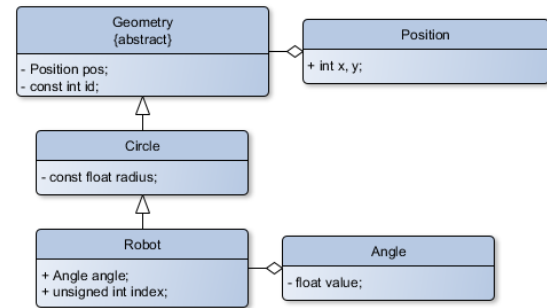 Geometry
{abstract}
- Position pos;
- const int id;
Position
+ int x, y;
Circle
- const float radius;
Robot
+ Angle angle;
+ unsigned int index;
Angle
- float value;